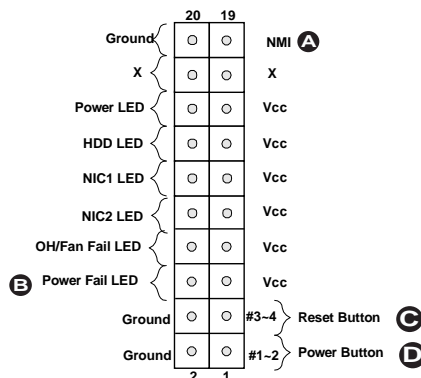 20 19
Ground NMI A
X X
Power LED Vcc
HDD LED Vcc
NIC1 LED Vcc
NIC2 LED Vcc
OH/Fan Fail LED Vcc
B Power Fail LED Vcc
Ground #3~4 Reset Button C
Ground #1~2 Power Button D
2 1